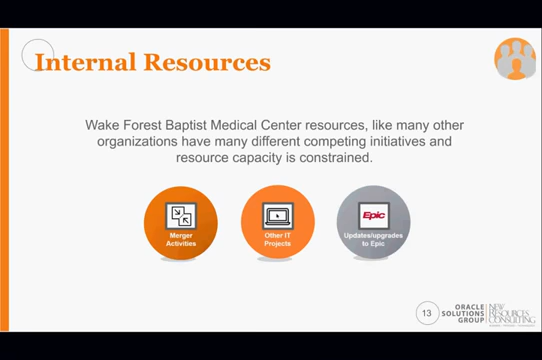 Internal Resources
Wake Forest Baptist Medical Center resources, like many other
organizations have many different competing initiatives and
resource capacity is constrained.
Merger
Activities
Other IT
Projects
Epic
Updates/upgrades
to Epic
13
ORACLE
SOLUTIONS
GROUP
NEW
RESOURCES
CONSULTING